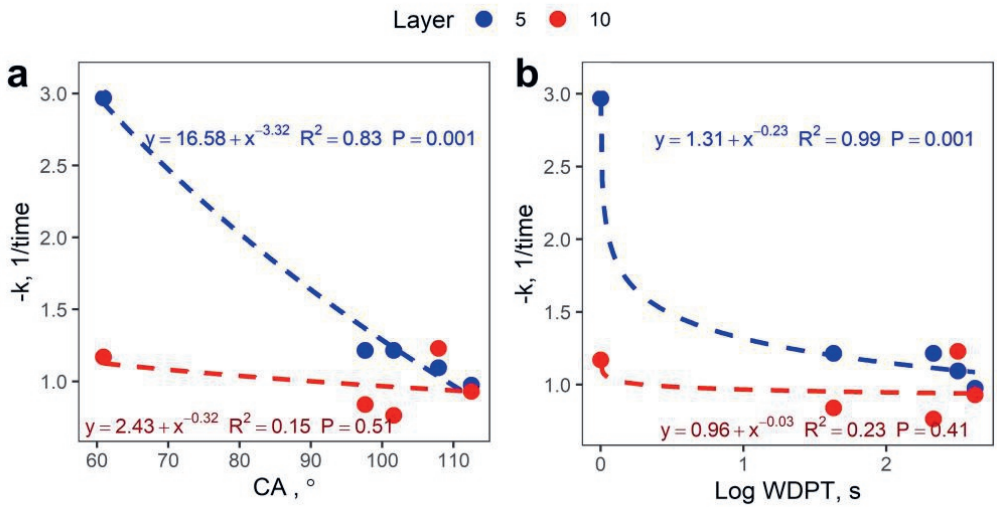 Layer 5 10
a
b
3.0
2.5
2.0
1.5
1.0
-k, 1/time
y = 16.58 + x^−3.32 R^2 = 0.83 P = 0.001
y = 2.43 + x^−0.32 R^2 = 0.15 P = 0.51
60 70 80 90 100 110
CA , °
3.0
2.5
2.0
1.5
1.0
-k, 1/time
y = 1.31 + x^−0.23 R^2 = 0.99 P = 0.001
y = 0.96 + x^−0.03 R^2 = 0.23 P = 0.41
0 1 2
Log WDPT, s